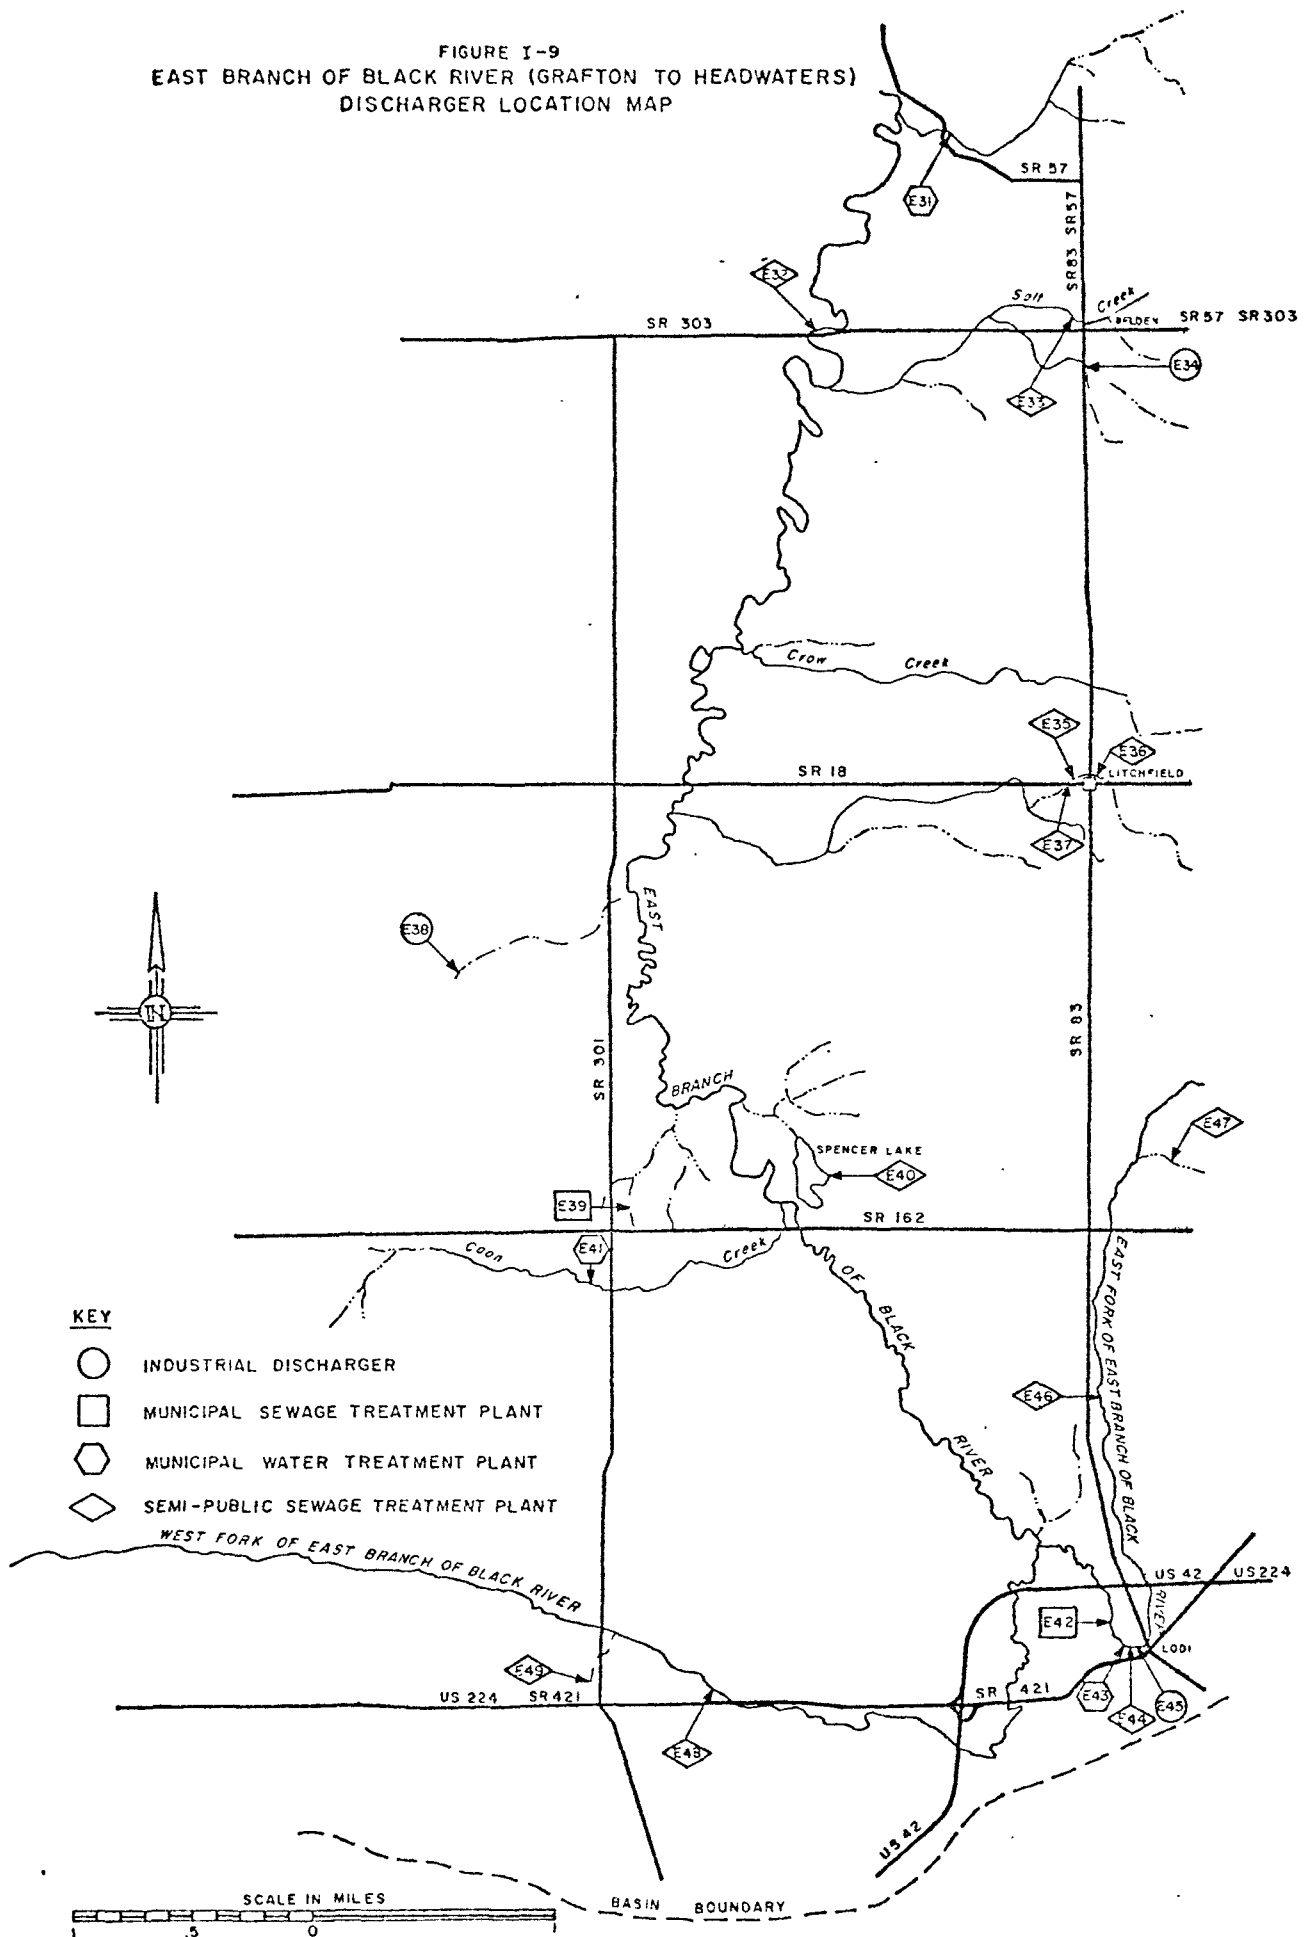 FIGURE I-9
EAST BRANCH OF BLACK RIVER (GRAFTON TO HEADWATERS)
DISCHARGER LOCATION MAP
SR 57
E31
SR83 SR57
E32
Salt Creek
BELDEN
SR 303
SR57 SR303
E34
E33
Crow Creek
E35
E36
SR 18
LITCHFIELD
E37
EAST
E38
N
SR 301
SR 83
BRANCH
E47
SPENCER LAKE
E40
E39
SR 162
E41
Coon Creek
OF BLACK
EAST FORK OF EAST BRANCH OF BLACK
RIVER
KEY
INDUSTRIAL DISCHARGER
MUNICIPAL SEWAGE TREATMENT PLANT
MUNICIPAL WATER TREATMENT PLANT
SEMI-PUBLIC SEWAGE TREATMENT PLANT
E46
RIVER
WEST FORK OF EAST BRANCH OF BLACK RIVER
US 42
US 224
E42
LODI
E49
US 224 SR 421
SR 421
E43
E44
E45
E48
US 42
SCALE IN MILES
1 .5 0 1
BASIN BOUNDARY